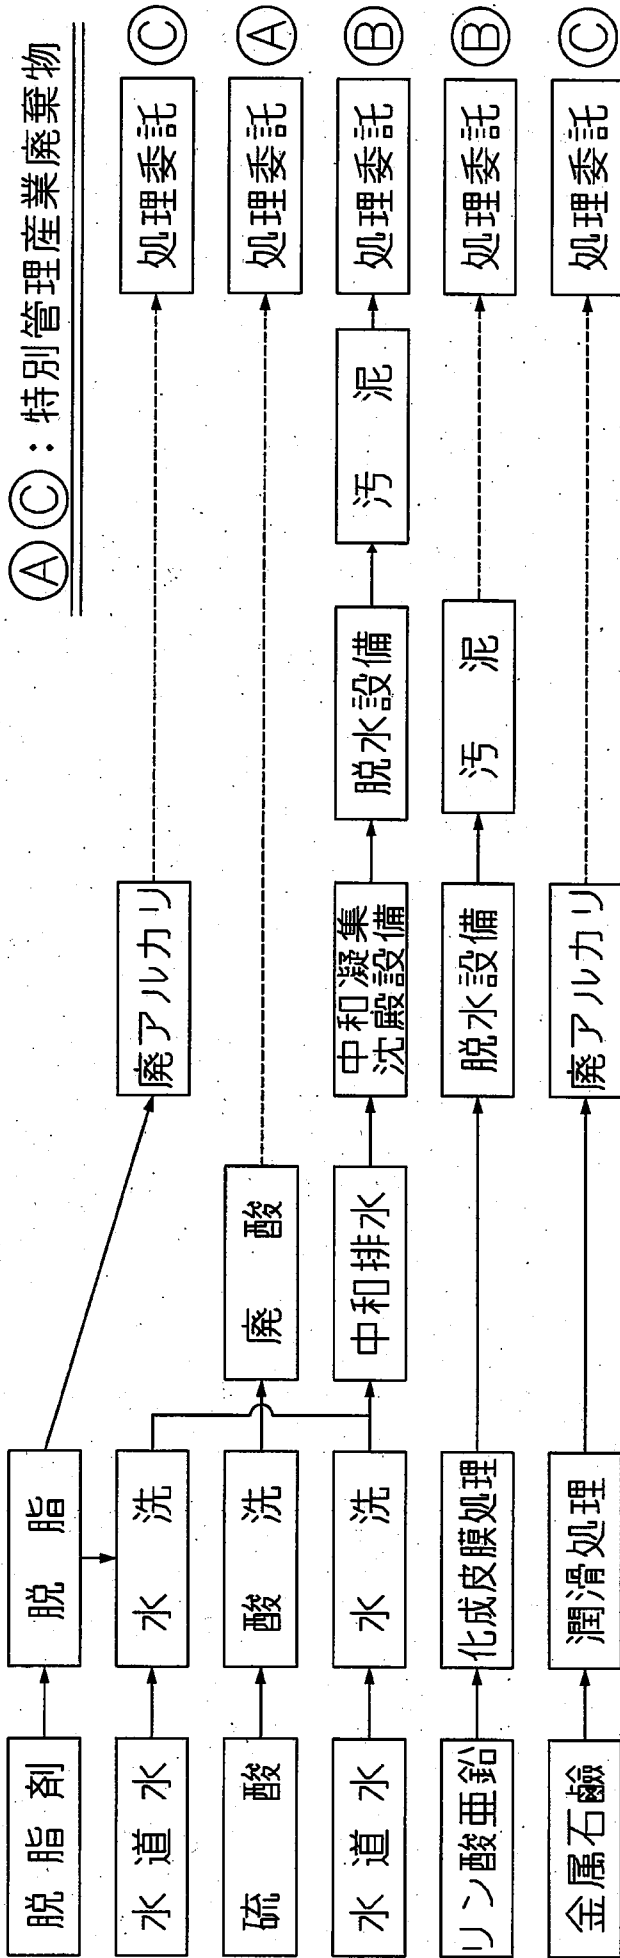 ⒶⒸ：特別管理産業廃棄物
脱脂剤
脱脂
廃アルカリ
処理委託
Ⓒ
水道水
水洗
硫酸
酸洗
廃酸
処理委託
Ⓐ
水道水
水洗
中和排水
中和凝集
沈殿設備
脱水設備
汚泥
処理委託
Ⓑ
リン酸亜鉛
化成皮膜処理
脱水設備
汚泥
処理委託
Ⓑ
金属石鹼
潤滑処理
廃アルカリ
処理委託
Ⓒ